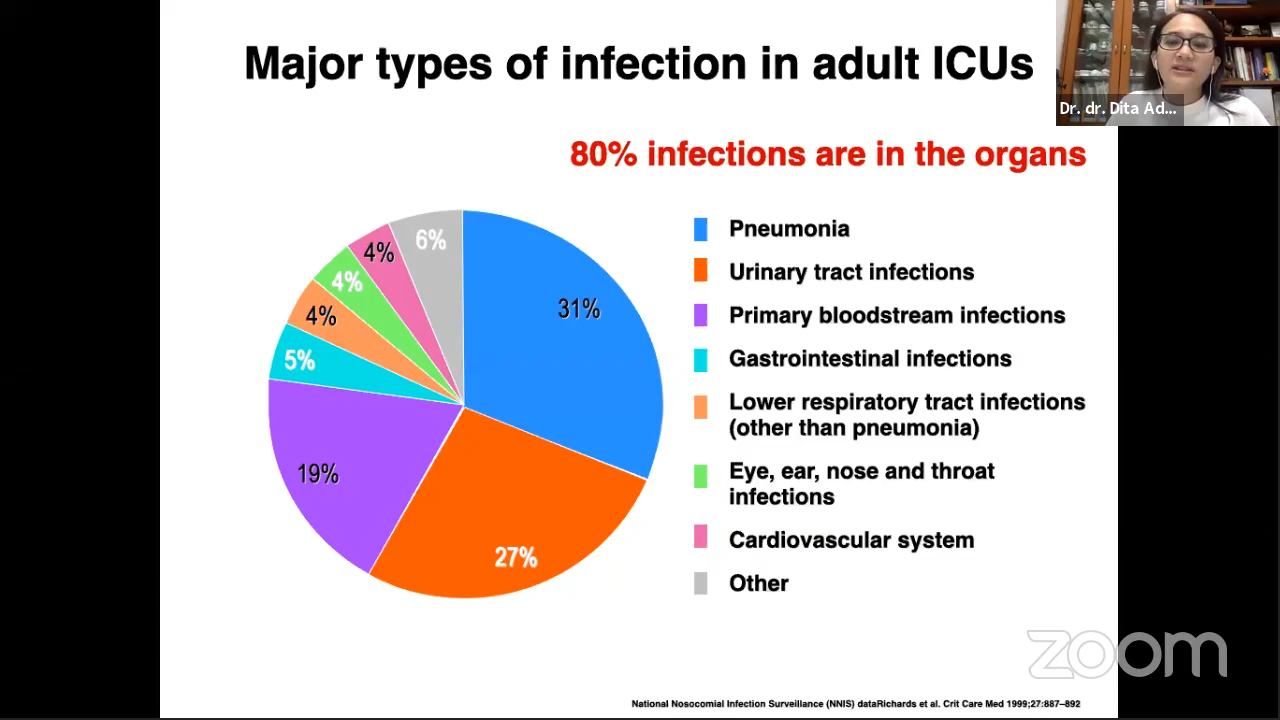 Major types of infection in adult ICUs
Dr. dr. Dita Ad...
80% infections are in the organs
6%
4%
4%
4%
5%
31%
19%
27%
Pneumonia
Urinary tract infections
Primary bloodstream infections
Gastrointestinal infections
Lower respiratory tract infections
(other than pneumonia)
Eye, ear, nose and throat
infections
Cardiovascular system
Other
zoom
National Nosocomial Infection Surveillance (NNIS) dataRichards et al. Crit Care Med 1999;27:887–892